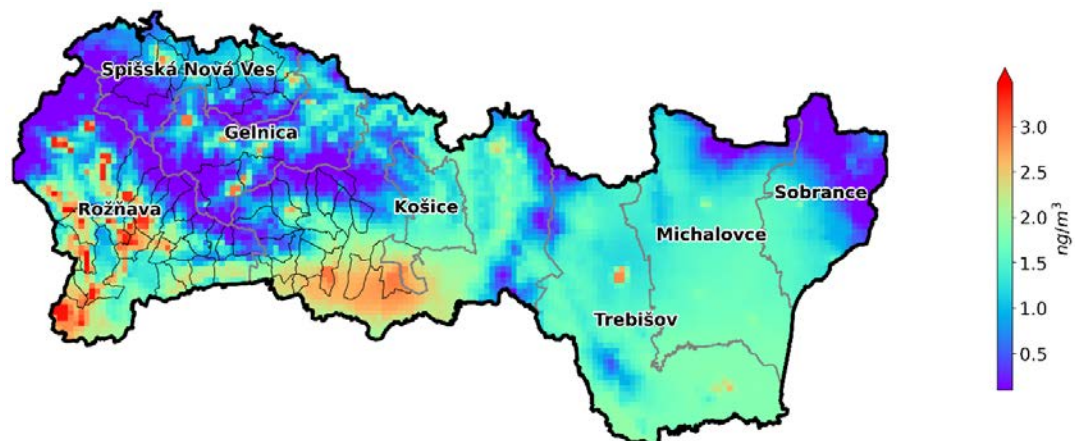 Spišská Nová Ves
Gelnica
Rožňava
Košice
Sobrance
Michalovce
Trebišov
3.0
2.5
2.0
1.5
1.0
0.5
ng/m³